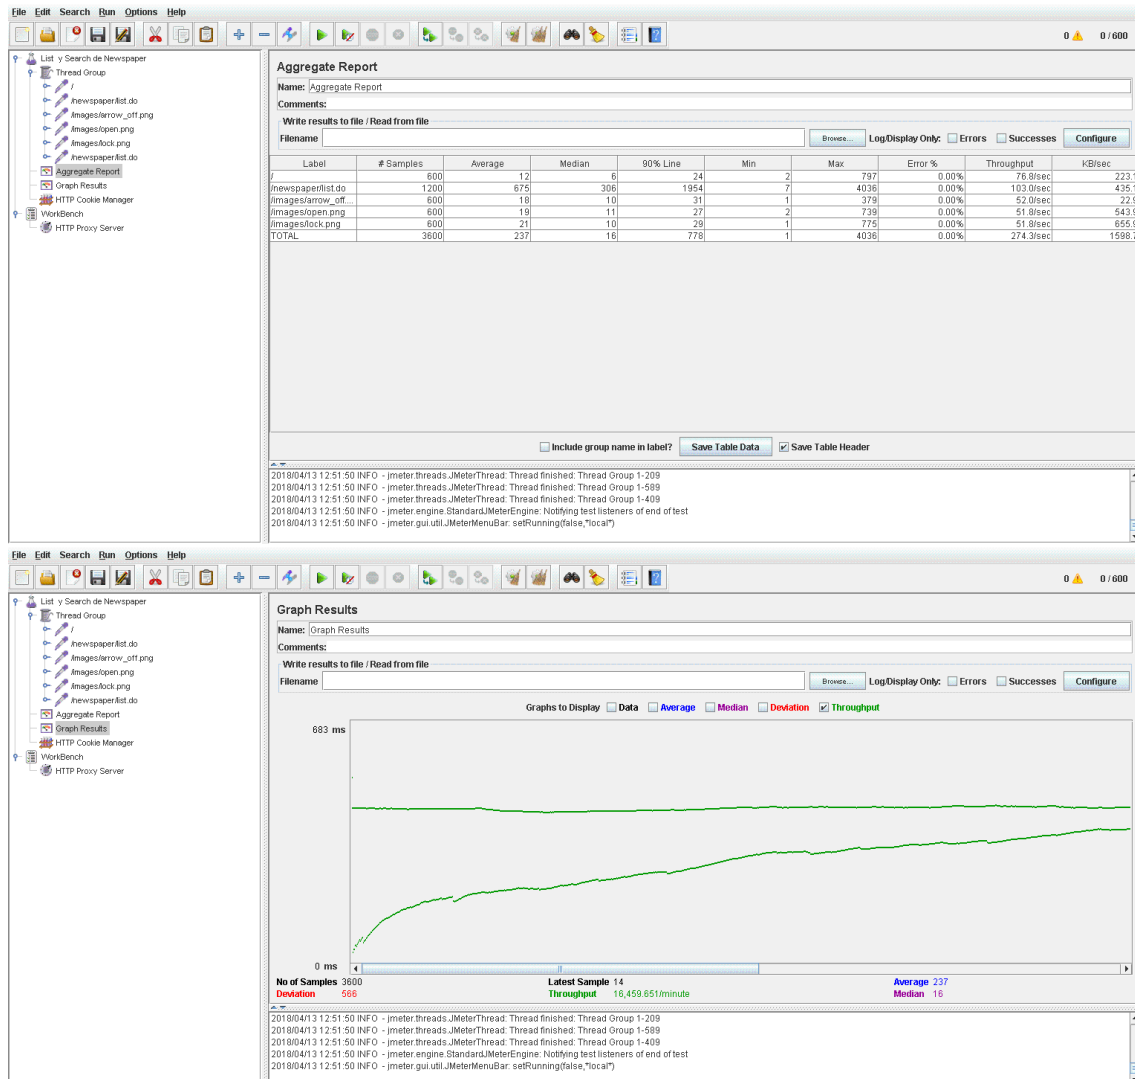 File Edit Search Run Options Help
0 0 / 600
List y Search de Newspaper
Thread Group
/
/newspaper/list.do
/images/arrow_off.png
/images/open.png
/images/lock.png
/newspaper/list.do
Aggregate Report
Graph Results
HTTP Cookie Manager
WorkBench
HTTP Proxy Server
Aggregate Report
Name: Aggregate Report
Comments:
Write results to file / Read from file
Filename Browse... Log/Display Only: Errors Successes Configure
Label # Samples Average Median 90% Line Min Max Error % Throughput KB/sec
/ 600 12 6 24 2 797 0.00% 76.8/sec 223.1
/newspaper/list.do 1200 675 306 1954 7 4036 0.00% 103.0/sec 435.1
/images/arrow_off.... 600 18 10 31 1 379 0.00% 52.0/sec 22.9
/images/open.png 600 19 11 27 2 739 0.00% 51.8/sec 543.9
/images/lock.png 600 21 10 29 1 775 0.00% 51.8/sec 655.9
TOTAL 3600 237 16 778 1 4036 0.00% 274.3/sec 1598.7
Include group name in label? Save Table Data Save Table Header
2018/04/13 12:51:50 INFO - jmeter.threads.JMeterThread: Thread finished: Thread Group 1-209
2018/04/13 12:51:50 INFO - jmeter.threads.JMeterThread: Thread finished: Thread Group 1-589
2018/04/13 12:51:50 INFO - jmeter.threads.JMeterThread: Thread finished: Thread Group 1-409
2018/04/13 12:51:50 INFO - jmeter.engine.StandardJMeterEngine: Notifying test listeners of end of test
2018/04/13 12:51:50 INFO - jmeter.gui.util.JMeterMenuBar: setRunning(false,*local*)
File Edit Search Run Options Help
0 0 / 600
List y Search de Newspaper
Thread Group
/
/newspaper/list.do
/images/arrow_off.png
/images/open.png
/images/lock.png
/newspaper/list.do
Aggregate Report
Graph Results
HTTP Cookie Manager
WorkBench
HTTP Proxy Server
Graph Results
Name: Graph Results
Comments:
Write results to file / Read from file
Filename Browse... Log/Display Only: Errors Successes Configure
Graphs to Display Data Average Median Deviation Throughput
683 ms
0 ms
No of Samples 3600 Latest Sample 14 Average 237
Deviation 566 Throughput 16,459.651/minute Median 16
2018/04/13 12:51:50 INFO - jmeter.threads.JMeterThread: Thread finished: Thread Group 1-209
2018/04/13 12:51:50 INFO - jmeter.threads.JMeterThread: Thread finished: Thread Group 1-589
2018/04/13 12:51:50 INFO - jmeter.threads.JMeterThread: Thread finished: Thread Group 1-409
2018/04/13 12:51:50 INFO - jmeter.engine.StandardJMeterEngine: Notifying test listeners of end of test
2018/04/13 12:51:50 INFO - jmeter.gui.util.JMeterMenuBar: setRunning(false,*local*)